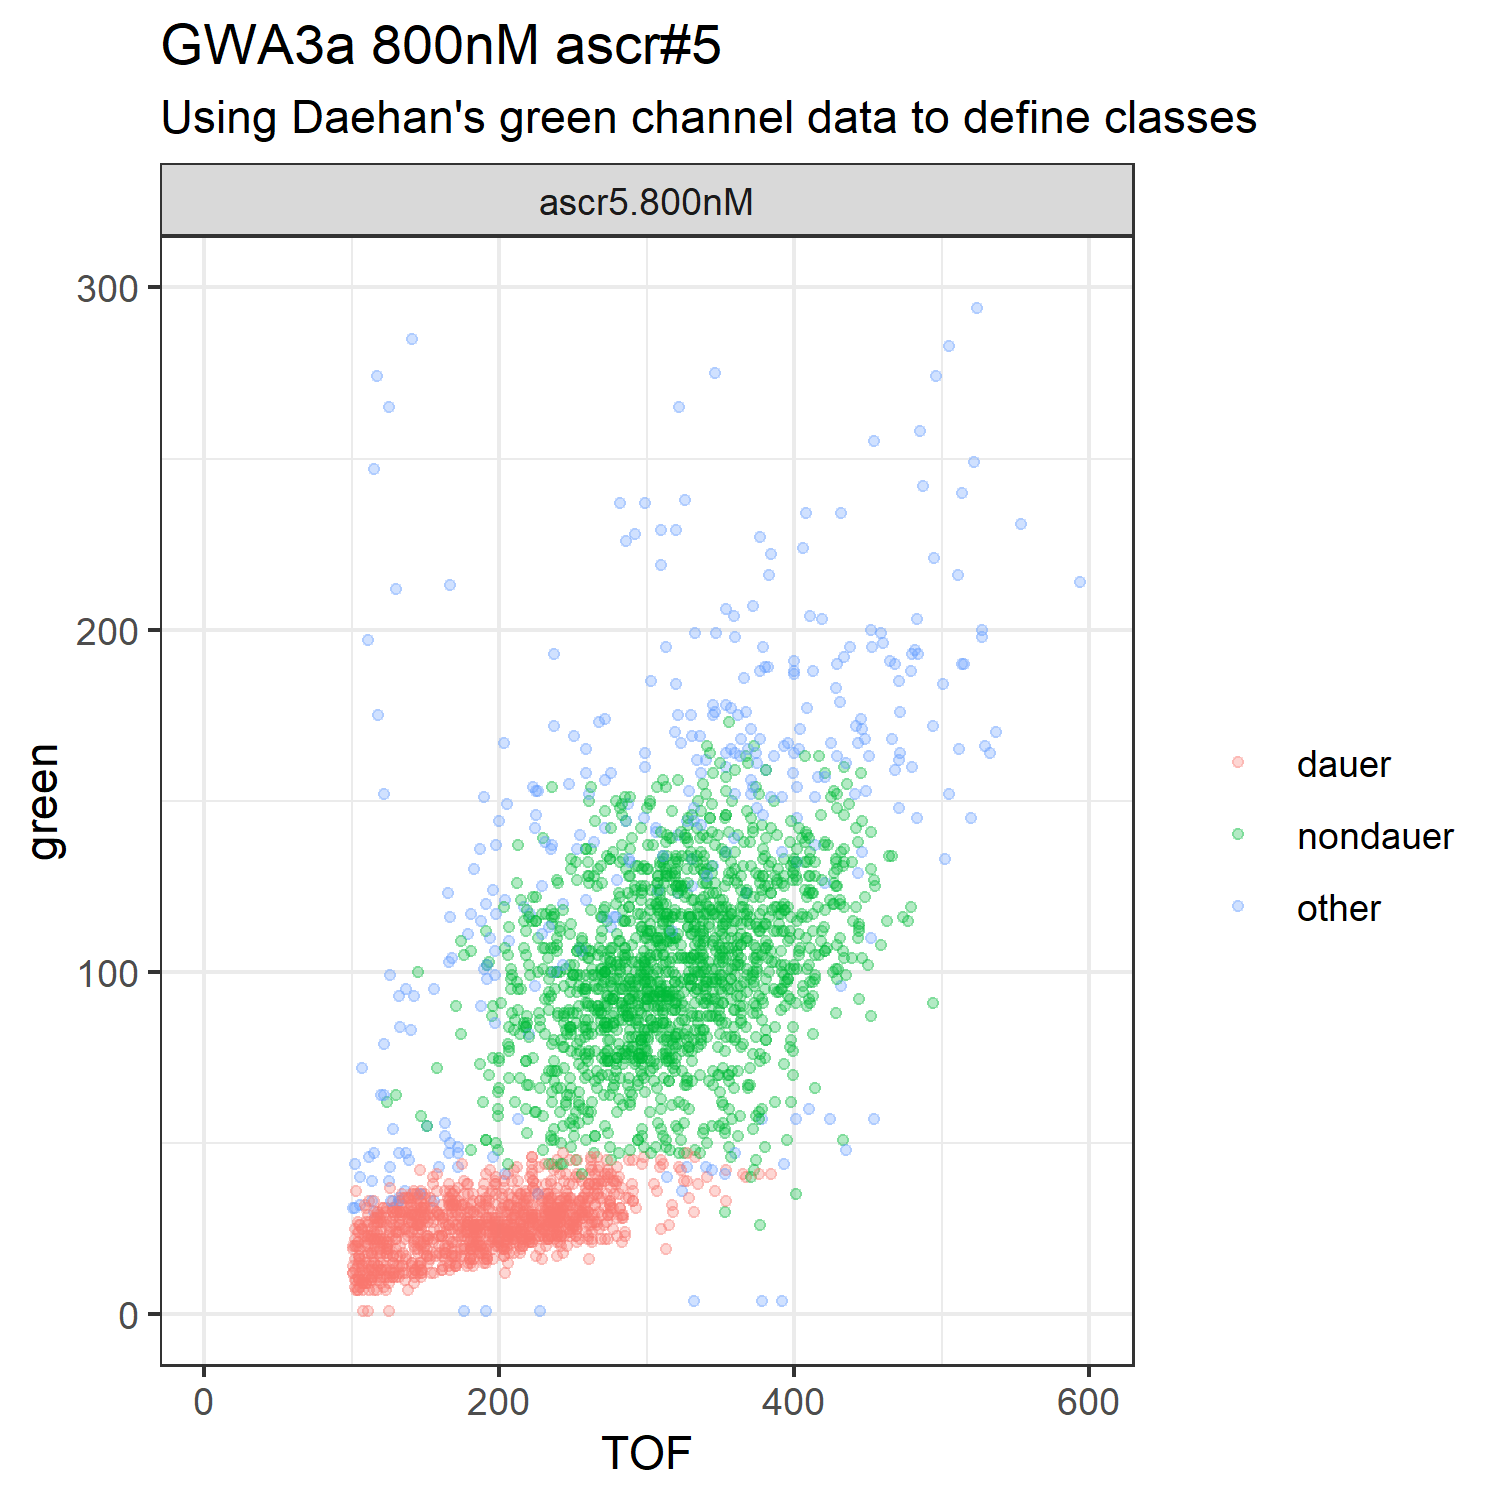 GWA3a 800nM ascr#5
Using Daehan's green channel data to define classes
ascr5.800nM
300
200
100
0
green
0 200 400 600
TOF
dauer
nondauer
other